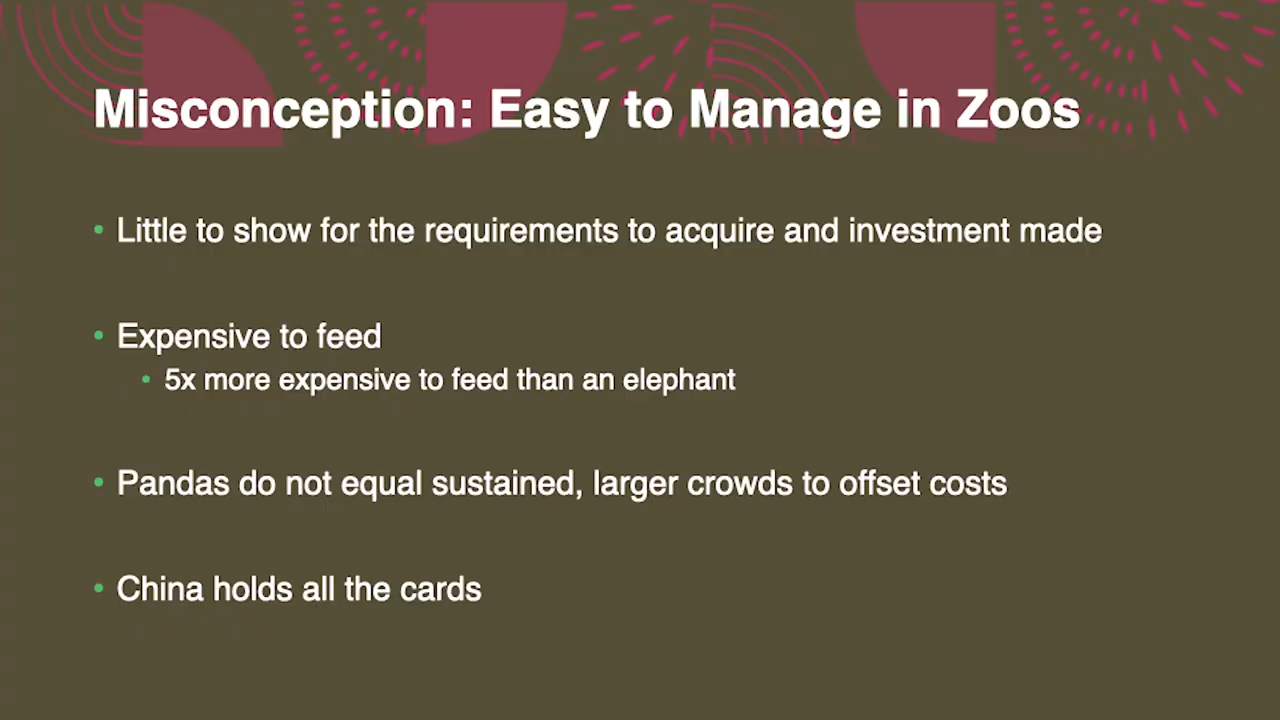 Misconception: Easy to Manage in Zoos
• Little to show for the requirements to acquire and investment made
• Expensive to feed
• 5x more expensive to feed than an elephant
• Pandas do not equal sustained, larger crowds to offset costs
• China holds all the cards